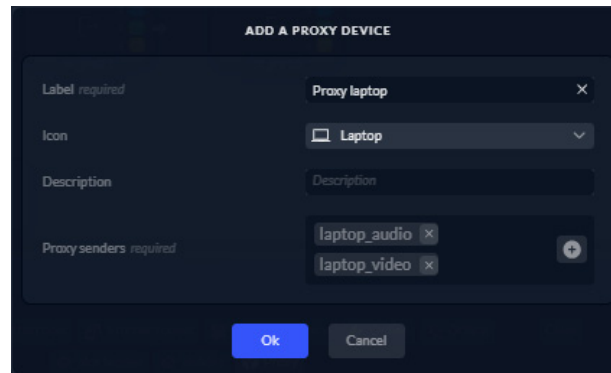 ADD A PROXY DEVICE
Label required
Proxy laptop
Icon
Laptop
Description
Description
Proxy senders required
laptop_audio
laptop_video
Ok
Cancel